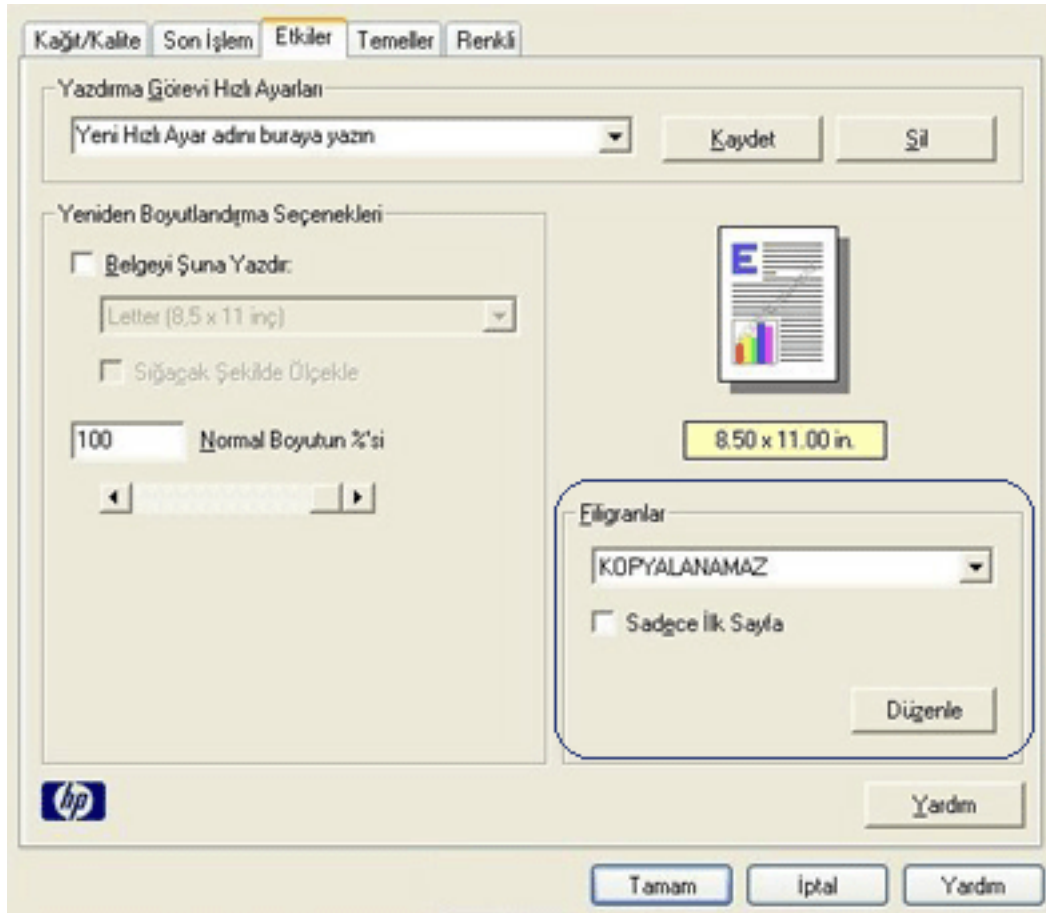 Kağıt/Kalite Son İşlem Etkiler Temeller Renkli
Yazdırma Görevi Hızlı Ayarları
Yeni Hızlı Ayar adını buraya yazın
Kaydet Sil
Yeniden Boyutlandırma Seçenekleri
Belgeyi Şuna Yazdır:
Letter (8,5 x 11 inç)
Sığacak Şekilde Ölçekle
100 Normal Boyutun %'si
E
8.50 x 11.00 in.
Filigranlar
KOPYALANAMAZ
Sadece İlk Sayfa
Düzenle
hp
Yardım
Tamam İptal Yardım